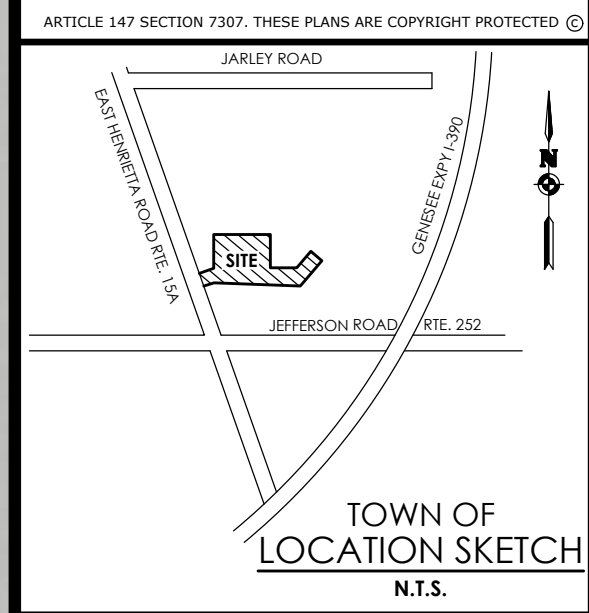 ARTICLE 147 SECTION 7307. THESE PLANS ARE COPYRIGHT PROTECTED ©
JARLEY ROAD
EAST HENRIETTA ROAD RTE. 15A
GENESEE EXPY I-390
N
SITE
JEFFERSON ROAD RTE. 252
TOWN OF
LOCATION SKETCH
N.T.S.